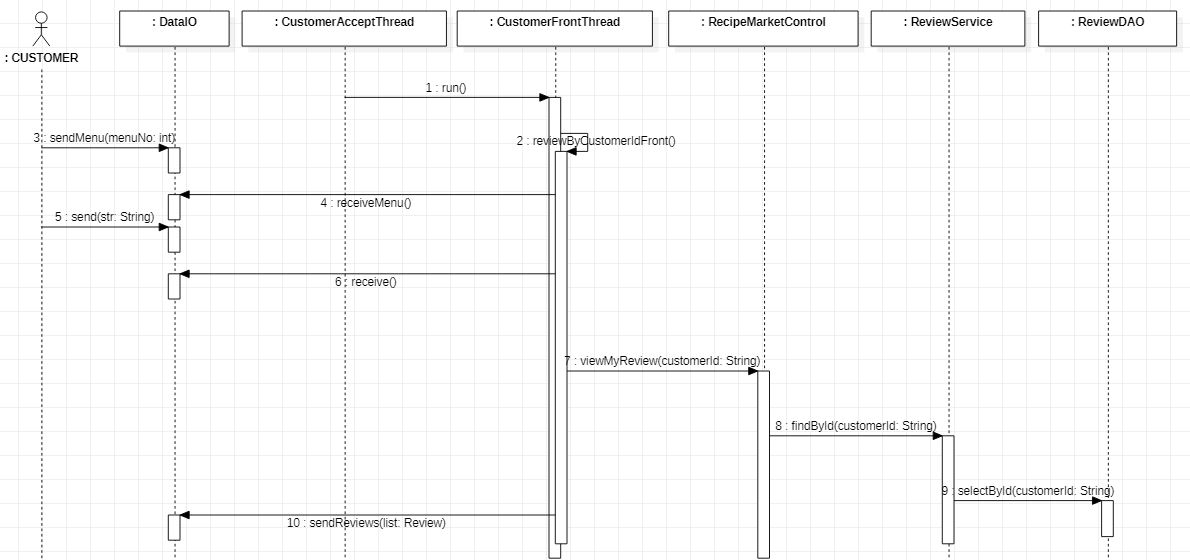 : DataIO
: CustomerAcceptThread
: CustomerFrontThread
: RecipeMarketControl
: ReviewService
: ReviewDAO
: CUSTOMER
1 : run()
3 : sendMenu(menuNo: int)
2 : reviewByCustomerIdFront()
4 : receiveMenu()
5 : send(str: String)
6 : receive()
7 : viewMyReview(customerId: String)
8 : findById(customerId: String)
9 : selectById(customerId: String)
10 : sendReviews(list: Review)